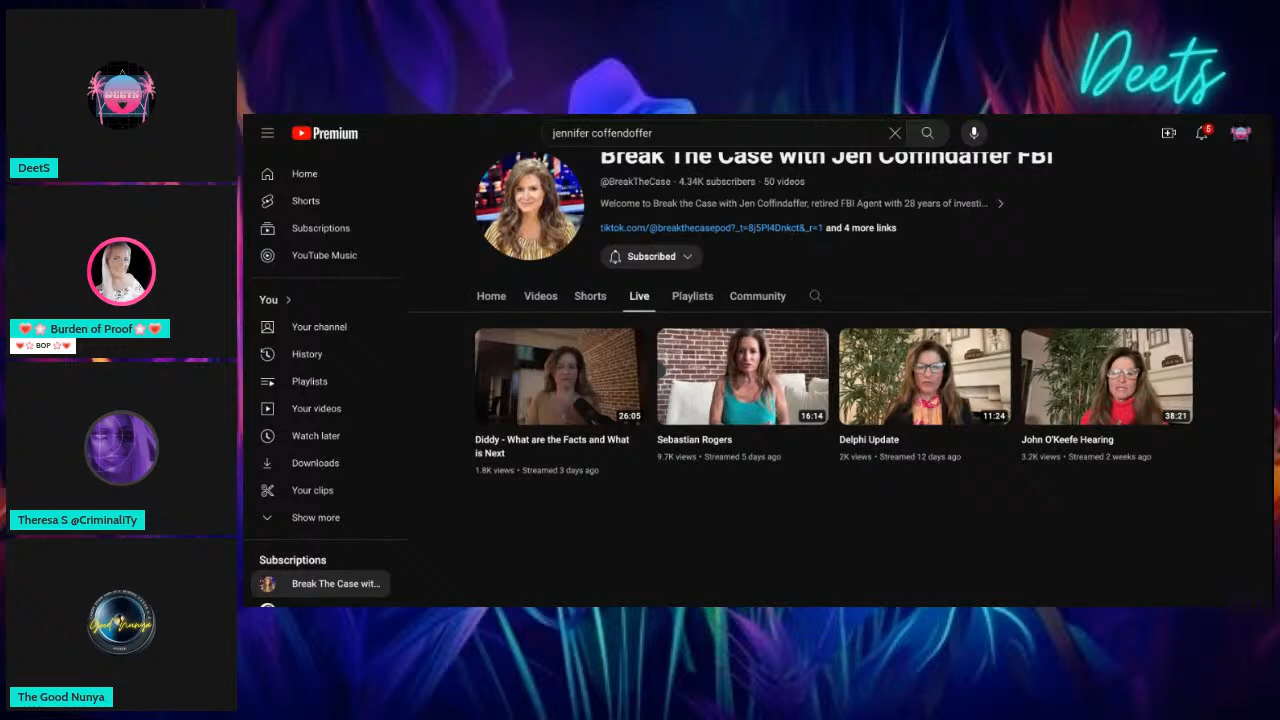 Deets
DEETS
DeetS
Burden of Proof
BOP
Theresa S @CriminaliTy
Good Nunya
The Good Nunya
Premium
jennifer coffendoffer
5
Home
Shorts
Subscriptions
YouTube Music
You
Your channel
History
Playlists
Your videos
Watch later
Downloads
Your clips
Show more
Subscriptions
Break The Case wit...
Break The Case with Jen Coffindaffer FBI
@BreakTheCase · 4.34K subscribers · 50 videos
Welcome to Break the Case with Jen Coffindaffer, retired FBI Agent with 28 years of investi...
tiktok.com/@breakthecasepod?_t=8j5Pl4Dnkct&_r=1 and 4 more links
Subscribed
Home Videos Shorts Live Playlists Community
26:05
Diddy - What are the Facts and What
is Next
1.8K views • Streamed 3 days ago
16:14
Sebastian Rogers
9.7K views • Streamed 5 days ago
11:24
Delphi Update
2K views • Streamed 12 days ago
38:21
John O'Keefe Hearing
3.2K views • Streamed 2 weeks ago